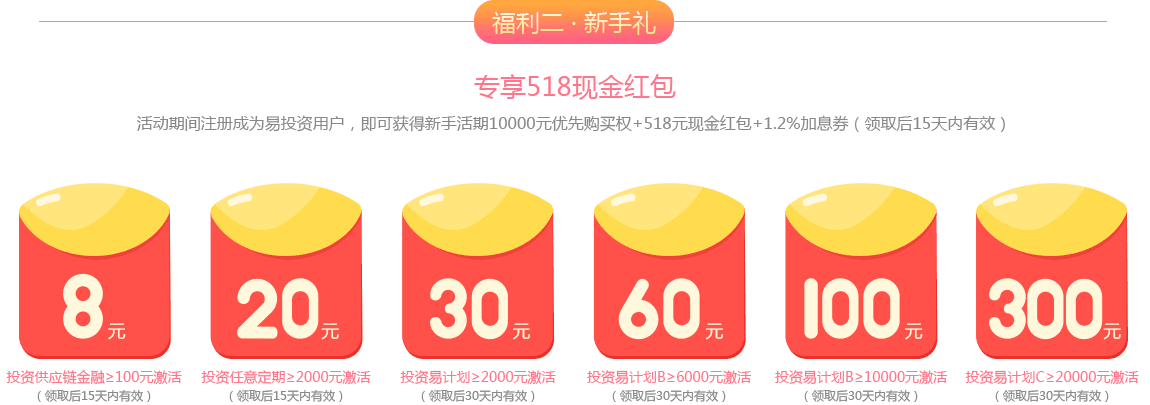 福利二 · 新手礼
专享518现金红包
活动期间注册成为易投资用户，即可获得新手活期10000元优先购买权+518元现金红包+1.2%加息券（领取后15天内有效）
8元
投资供应链金融≥100元激活
（领取后15天内有效）
20元
投资任意定期≥2000元激活
（领取后15天内有效）
30元
投资易计划≥2000元激活
（领取后30天内有效）
60元
投资易计划B≥6000元激活
（领取后30天内有效）
100元
投资易计划B≥10000元激活
（领取后30天内有效）
300元
投资易计划C≥20000元激活
（领取后30天内有效）